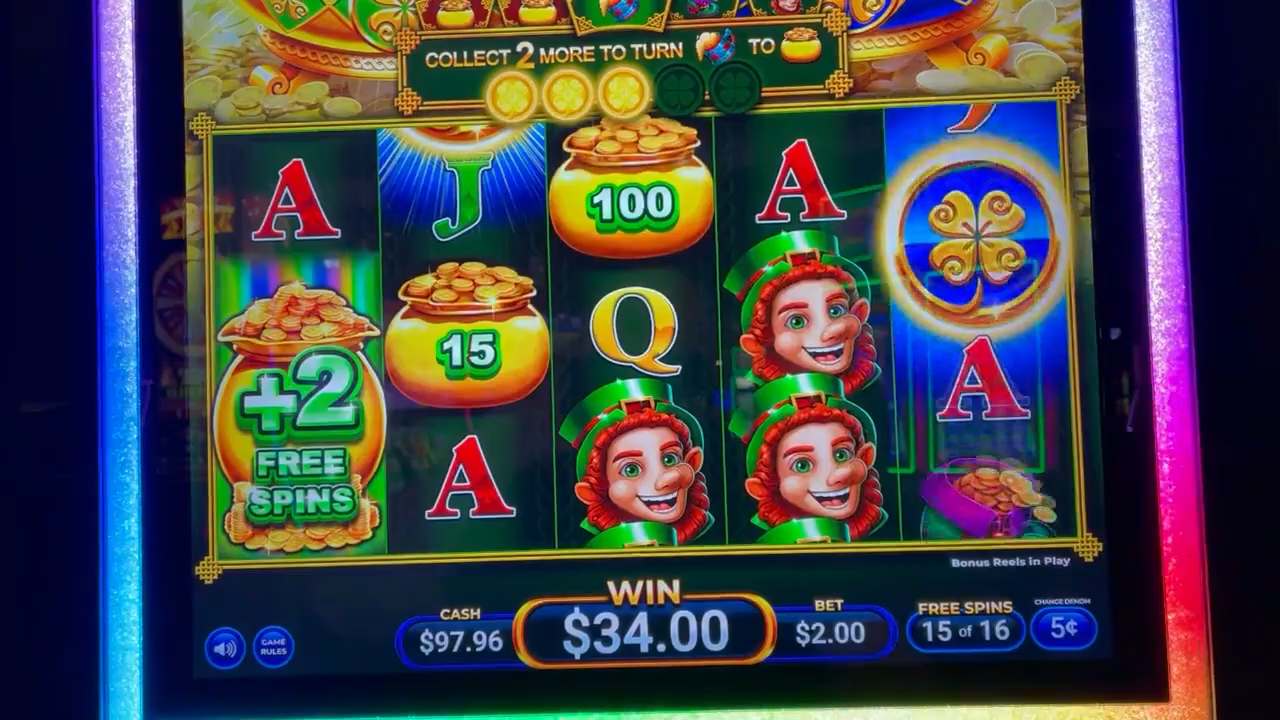 COLLECT 2 MORE TO TURN TO
A
J
100
A
+2
FREE
SPINS
15
Q
A
A
Bonus Reels in Play
WIN
$34.00
CASH
$97.96
BET
$2.00
FREE SPINS
15 of 16
CHANGE DENOM
5¢
GAME
RULES